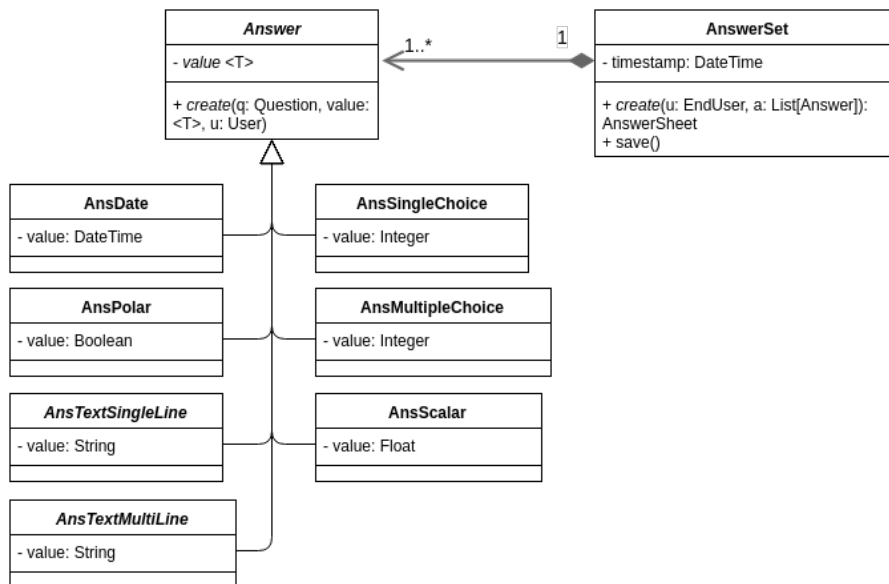 Answer
- value <T>
+ create(q: Question, value:
<T>, u: User)
1..*
1
AnswerSet
- timestamp: DateTime
+ create(u: EndUser, a: List[Answer]):
AnswerSheet
+ save()
AnsDate
- value: DateTime
AnsSingleChoice
- value: Integer
AnsPolar
- value: Boolean
AnsMultipleChoice
- value: Integer
AnsTextSingleLine
- value: String
AnsScalar
- value: Float
AnsTextMultiLine
- value: String